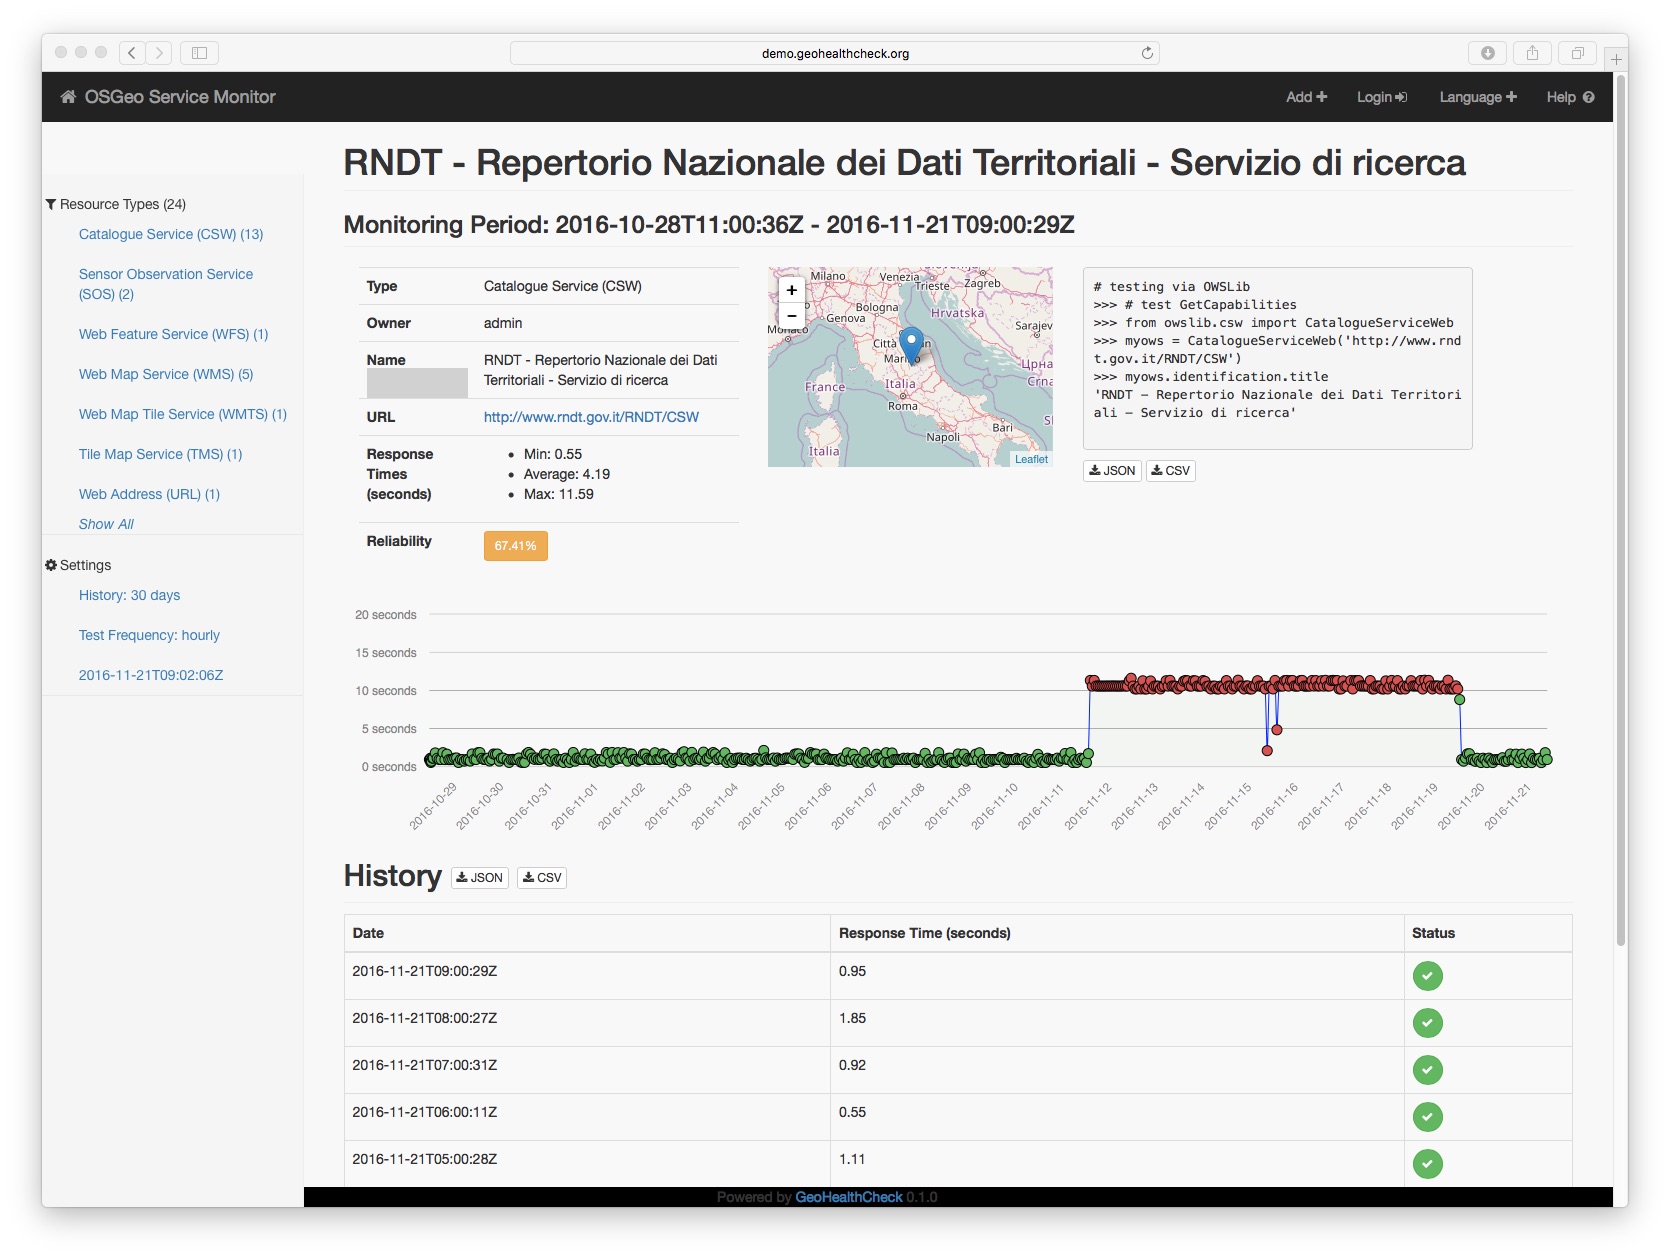 demo.geohealthcheck.org
OSGeo Service Monitor
Add
Login
Language
Help
RNDT - Repertorio Nazionale dei Dati Territoriali - Servizio di ricerca
Monitoring Period: 2016-10-28T11:00:36Z - 2016-11-21T09:00:29Z
Resource Types (24)
Catalogue Service (CSW) (13)
Sensor Observation Service
(SOS) (2)
Web Feature Service (WFS) (1)
Web Map Service (WMS) (5)
Web Map Tile Service (WMTS) (1)
Tile Map Service (TMS) (1)
Web Address (URL) (1)
Show All
Settings
History: 30 days
Test Frequency: hourly
2016-11-21T09:02:06Z
Type Catalogue Service (CSW)
Owner admin
Name RNDT - Repertorio Nazionale dei Dati
Territoriali - Servizio di ricerca
URL http://www.rndt.gov.it/RNDT/CSW
Response
Times
(seconds)
• Min: 0.55
• Average: 4.19
• Max: 11.59
Reliability 67.41%
+
−
Milano
Venezia
Trieste
Zagreb
Bologna
Genova
Hrvatska
Sarajev
Città
Italia
France
Roma
Napoli
Bari
Italia
Leaflet
# testing via OWSLib
>>> # test GetCapabilities
>>> from owslib.csw import CatalogueServiceWeb
>>> myows = CatalogueServiceWeb('http://www.rnd
t.gov.it/RNDT/CSW')
>>> myows.identification.title
'RNDT – Repertorio Nazionale dei Dati Territori
ali – Servizio di ricerca'
JSON
CSV
20 seconds
15 seconds
10 seconds
5 seconds
0 seconds
2016-10-29
2016-10-30
2016-10-31
2016-11-01
2016-11-02
2016-11-03
2016-11-04
2016-11-05
2016-11-06
2016-11-07
2016-11-08
2016-11-09
2016-11-10
2016-11-11
2016-11-12
2016-11-13
2016-11-14
2016-11-15
2016-11-16
2016-11-17
2016-11-18
2016-11-19
2016-11-20
2016-11-21
History JSON CSV
Date Response Time (seconds) Status
2016-11-21T09:00:29Z 0.95
2016-11-21T08:00:27Z 1.85
2016-11-21T07:00:31Z 0.92
2016-11-21T06:00:11Z 0.55
2016-11-21T05:00:28Z 1.11
Powered by GeoHealthCheck 0.1.0